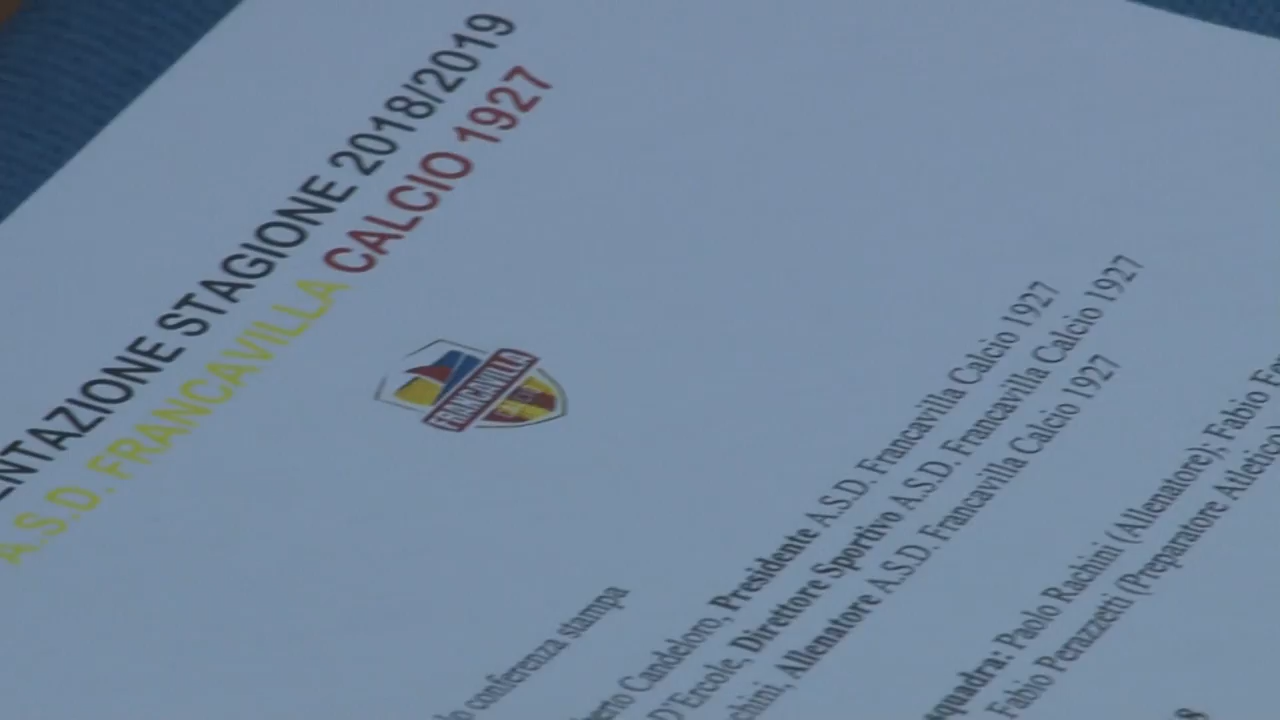 ENTAZIONE STAGIONE 2018/2019
A.S.D. FRANCAVILLA CALCIO 1927
FRANCAVILLA
CALCIO
conferenza stampa
Candeloro, Presidente A.S.D. Francavilla Calcio 1927
D'Ercole, Direttore Sportivo A.S.D. Francavilla Calcio 1927
chini, Allenatore A.S.D. Francavilla Calcio 1927
squadra: Paolo Rachini (Allenatore); Fabio
Fabio Perazzetti (Preparatore Atletico)